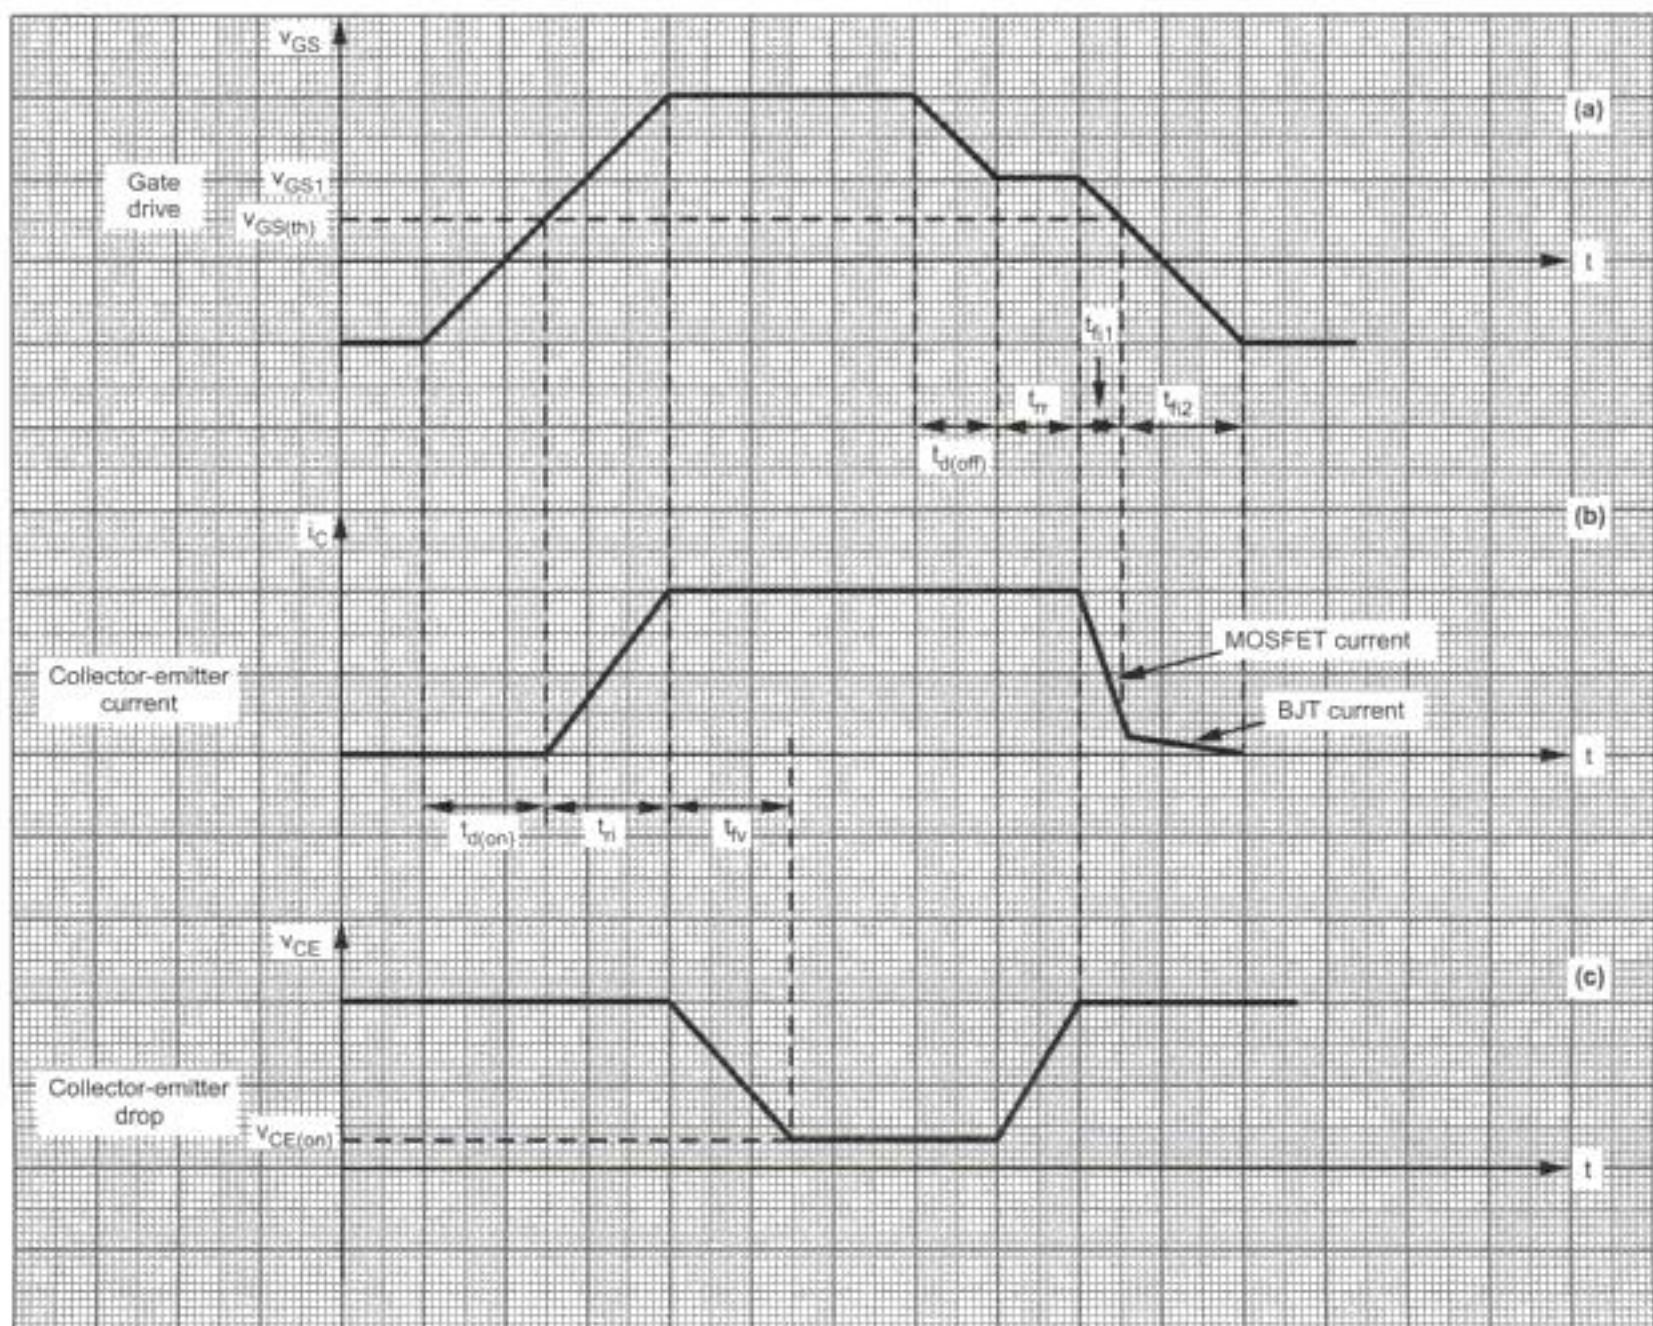 vGS
(a)
Gate
drive
vGS1
vGS(th)
t
tfi1
trr
tfi2
td(off)
(b)
iC
MOSFET current
Collector-emitter
current
BJT current
t
td(on)
tri
tfv
vCE
(c)
Collector-emitter
drop
vCE(on)
t